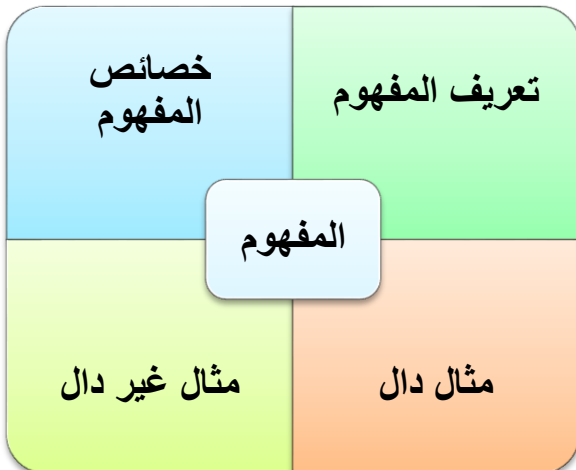 تعريف المفهوم
خصائص
المفهوم
المفهوم
مثال دال
مثال غير دال